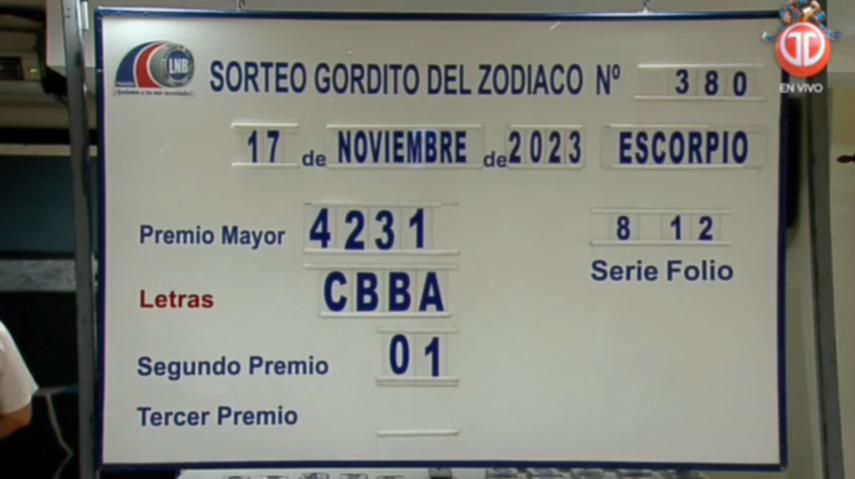 LNB
SORTEO GORDITO DEL ZODIACO Nº 380
EN VIVO
17 de NOVIEMBRE de 2023 ESCORPIO
Premio Mayor 4231 8 12
Serie Folio
Letras CBBA
Segundo Premio 01
Tercer Premio